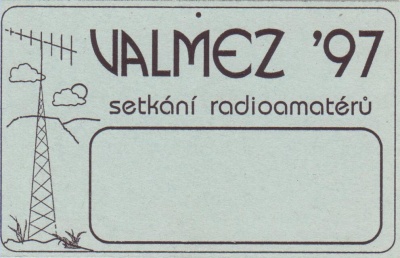 VALMEZ '97
setkání radioamatérů